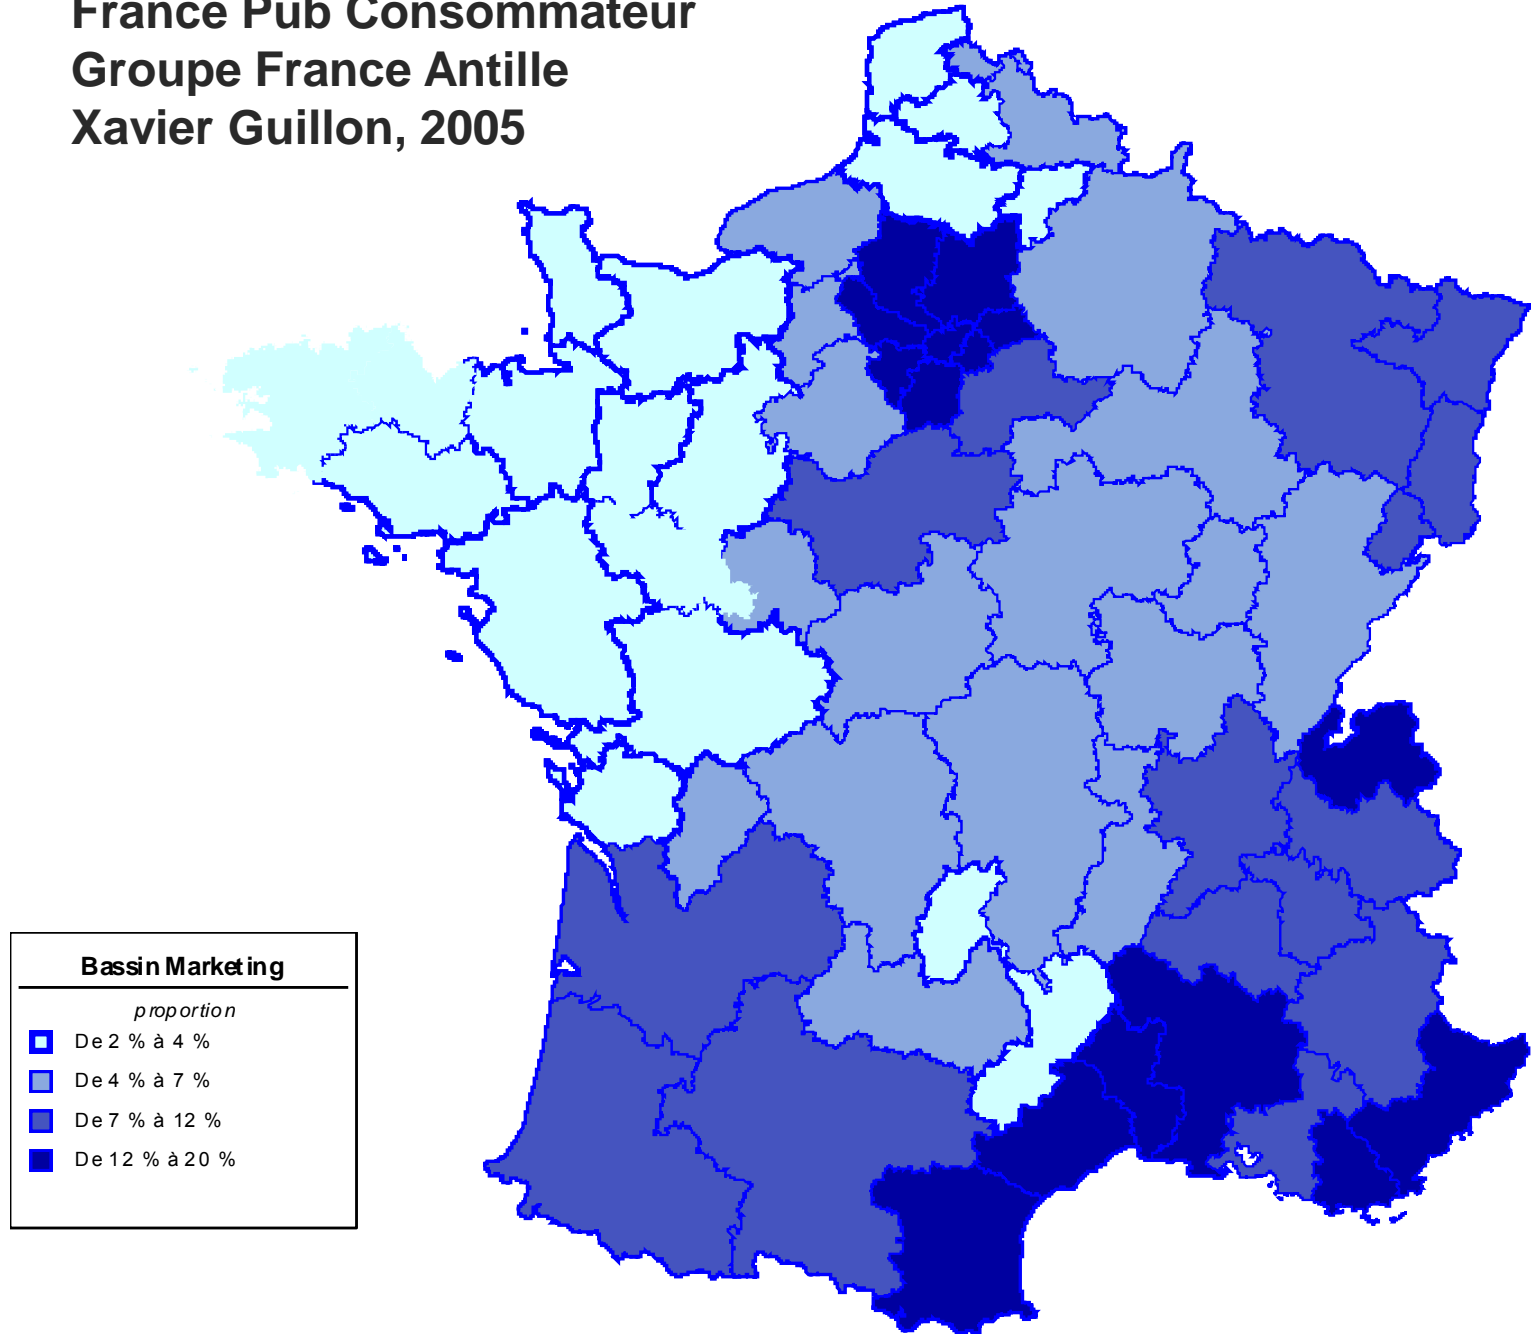 France Pub Consommateur
Groupe France Antille
Xavier Guillon, 2005
Bassin Marketing
proportion
De 2 % à 4 %
De 4 % à 7 %
De 7 % à 12 %
De 12 % à 20 %